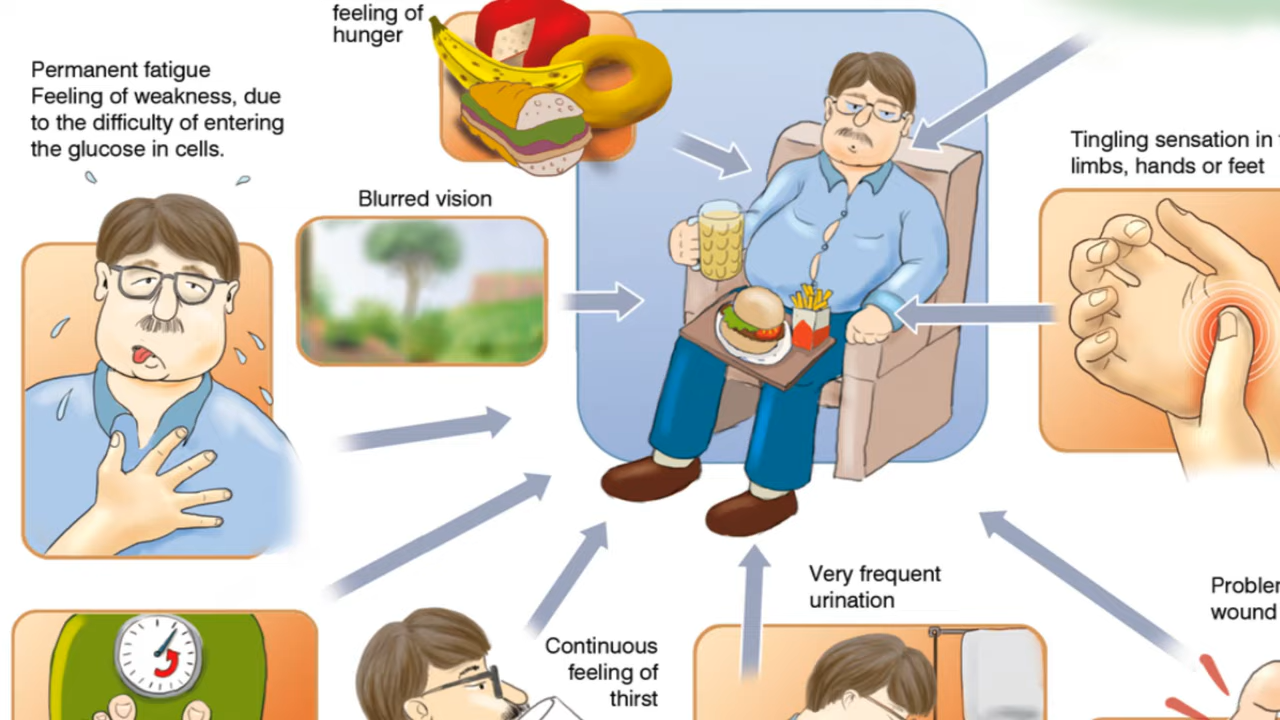 feeling of
hunger
Permanent fatigue
Feeling of weakness, due
to the difficulty of entering
the glucose in cells.
Blurred vision
Tingling sensation in
limbs, hands or feet
Very frequent
urination
Continuous
feeling of
thirst
wound